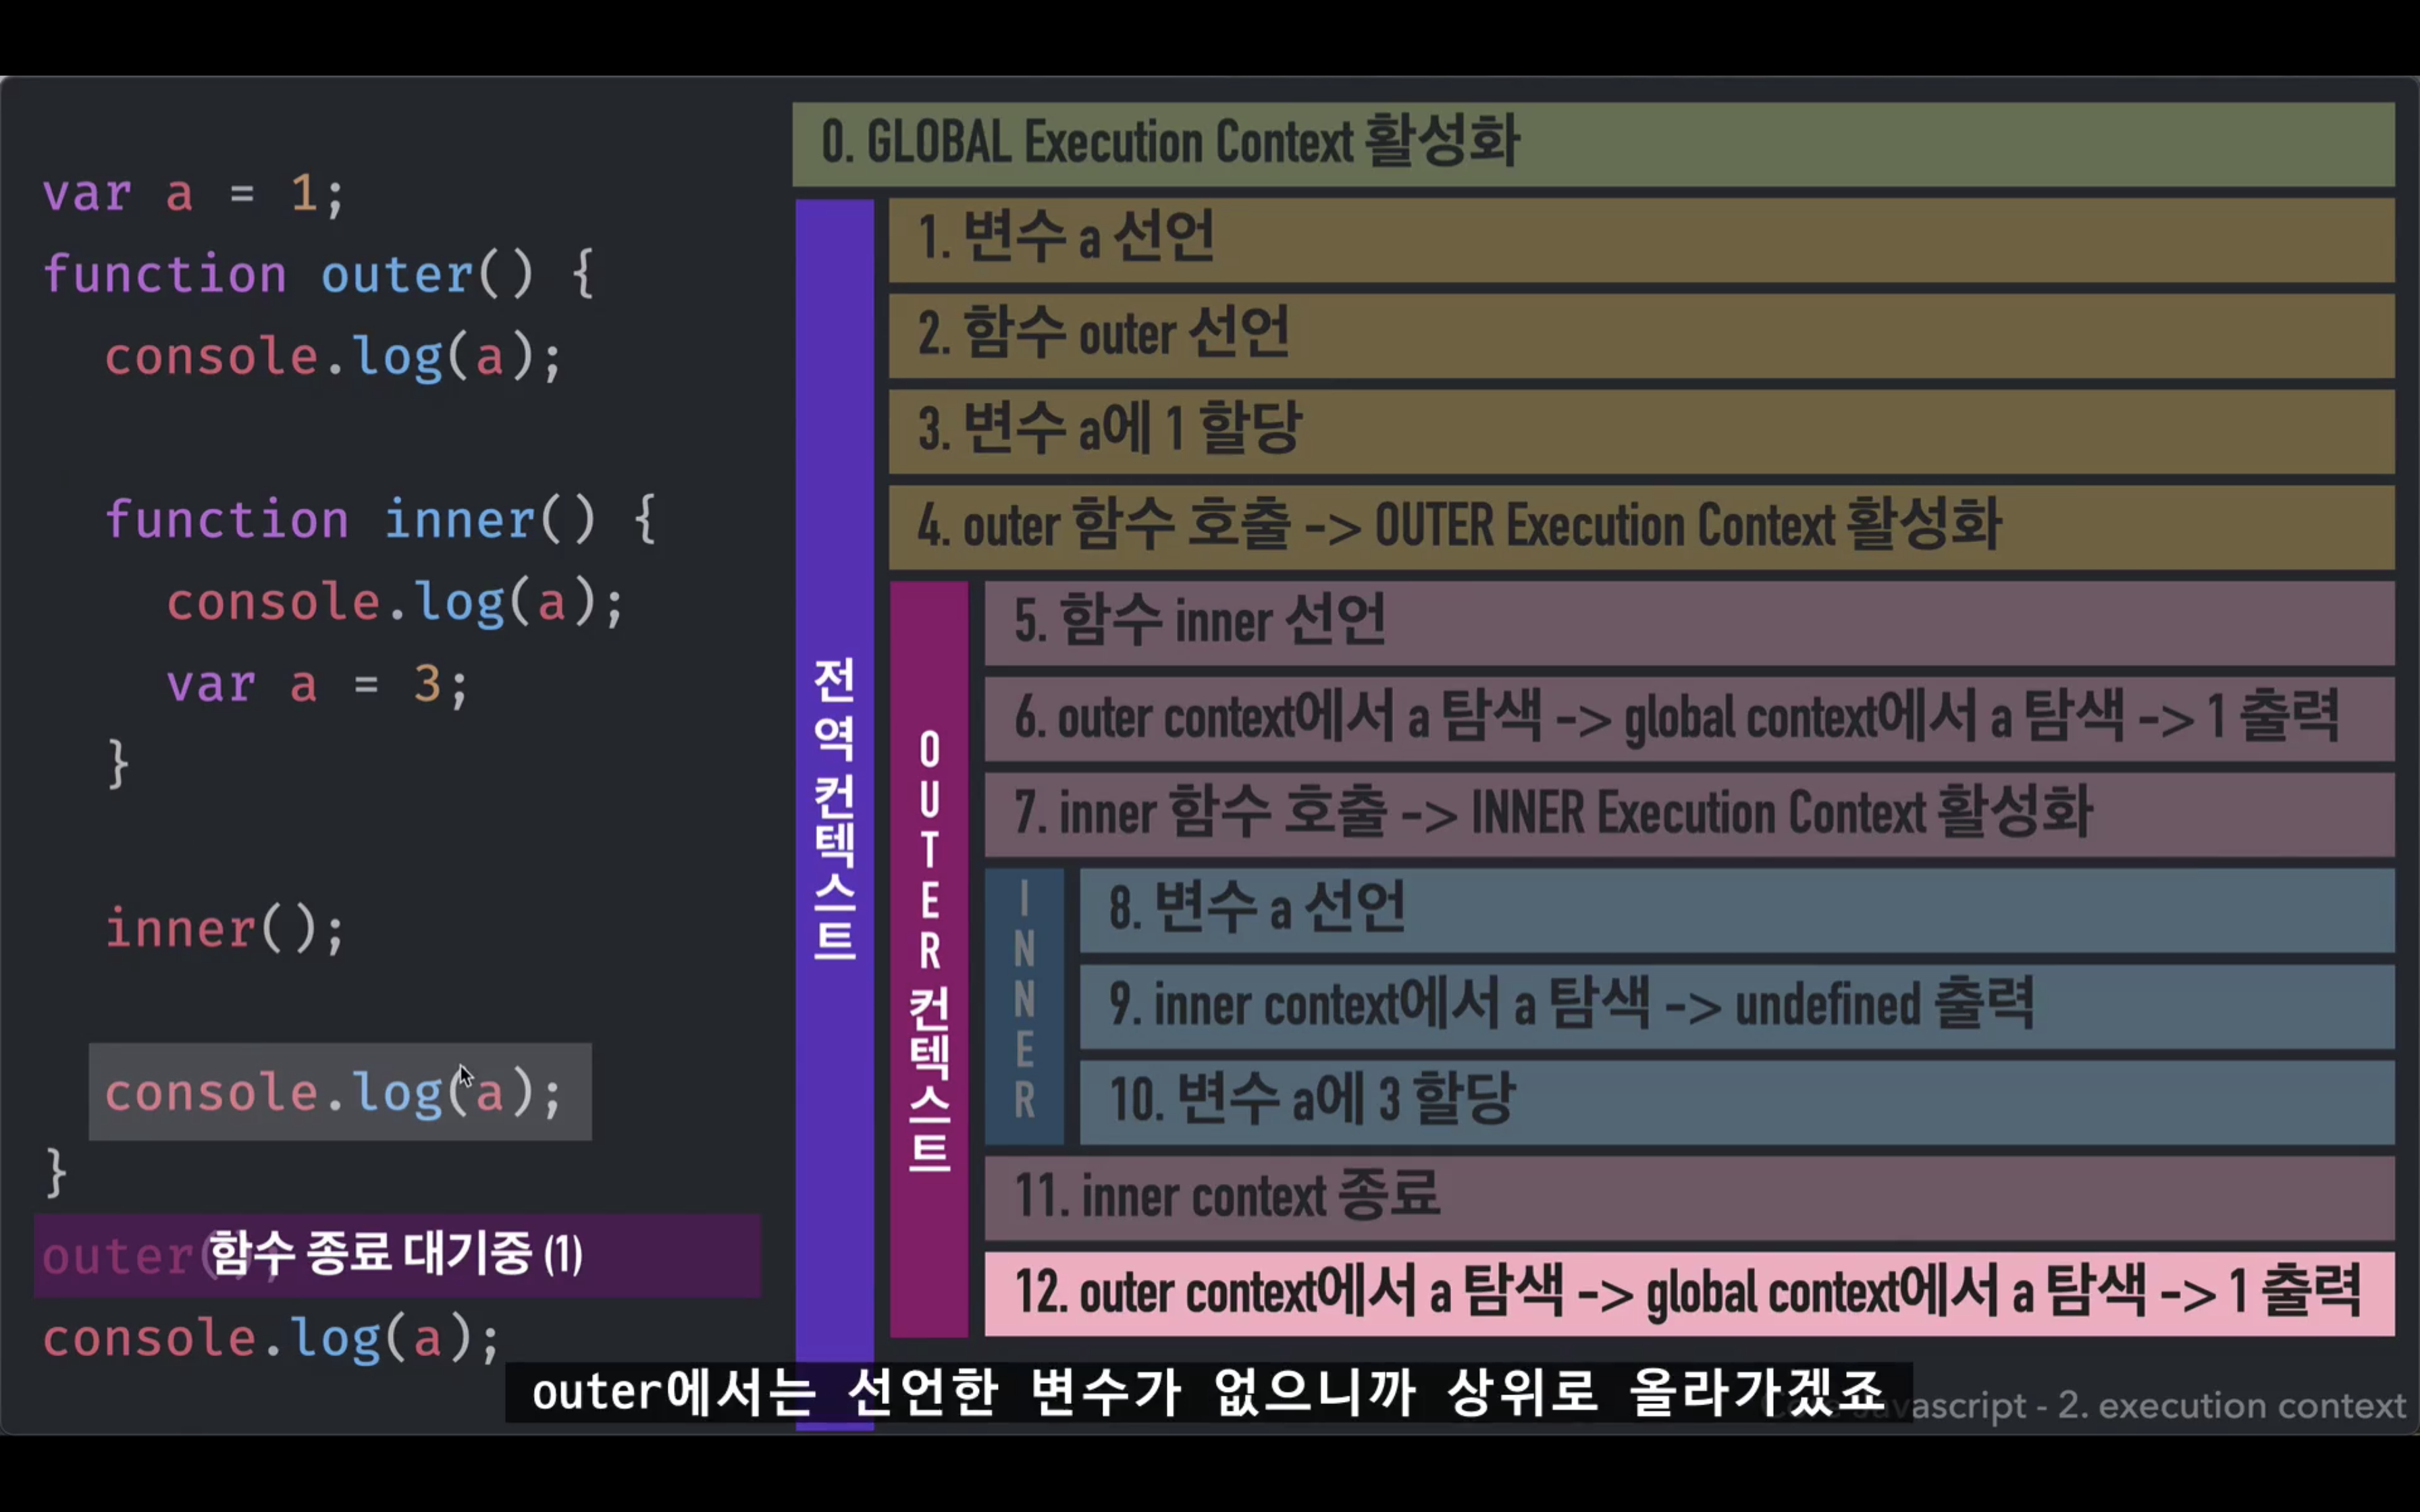 var a = 1;
function outer() {
console.log(a);
function inner() {
console.log(a);
var a = 3;
}
inner();
console.log(a);
}
outer(
함수 종료 대기중 (1)
console.log(a);
0. GLOBAL Execution Context 활성화
전역 컨텍스트
1. 변수 a 선언
2. 함수 outer 선언
3. 변수 a에 1 할당
4. outer 함수 호출 -> OUTER Execution Context 활성화
OUTER 컨텍스트
5. 함수 inner 선언
6. outer context에서 a 탐색 -> global context에서 a 탐색 -> 1 출력
7. inner 함수 호출 -> INNER Execution Context 활성화
INNER
8. 변수 a 선언
9. inner context에서 a 탐색 -> undefined 출력
10. 변수 a에 3 할당
11. inner context 종료
12. outer context에서 a 탐색 -> global context에서 a 탐색 -> 1 출력
outer에서는 선언한 변수가 없으니까 상위로 올라가겠죠
ascript - 2. execution context